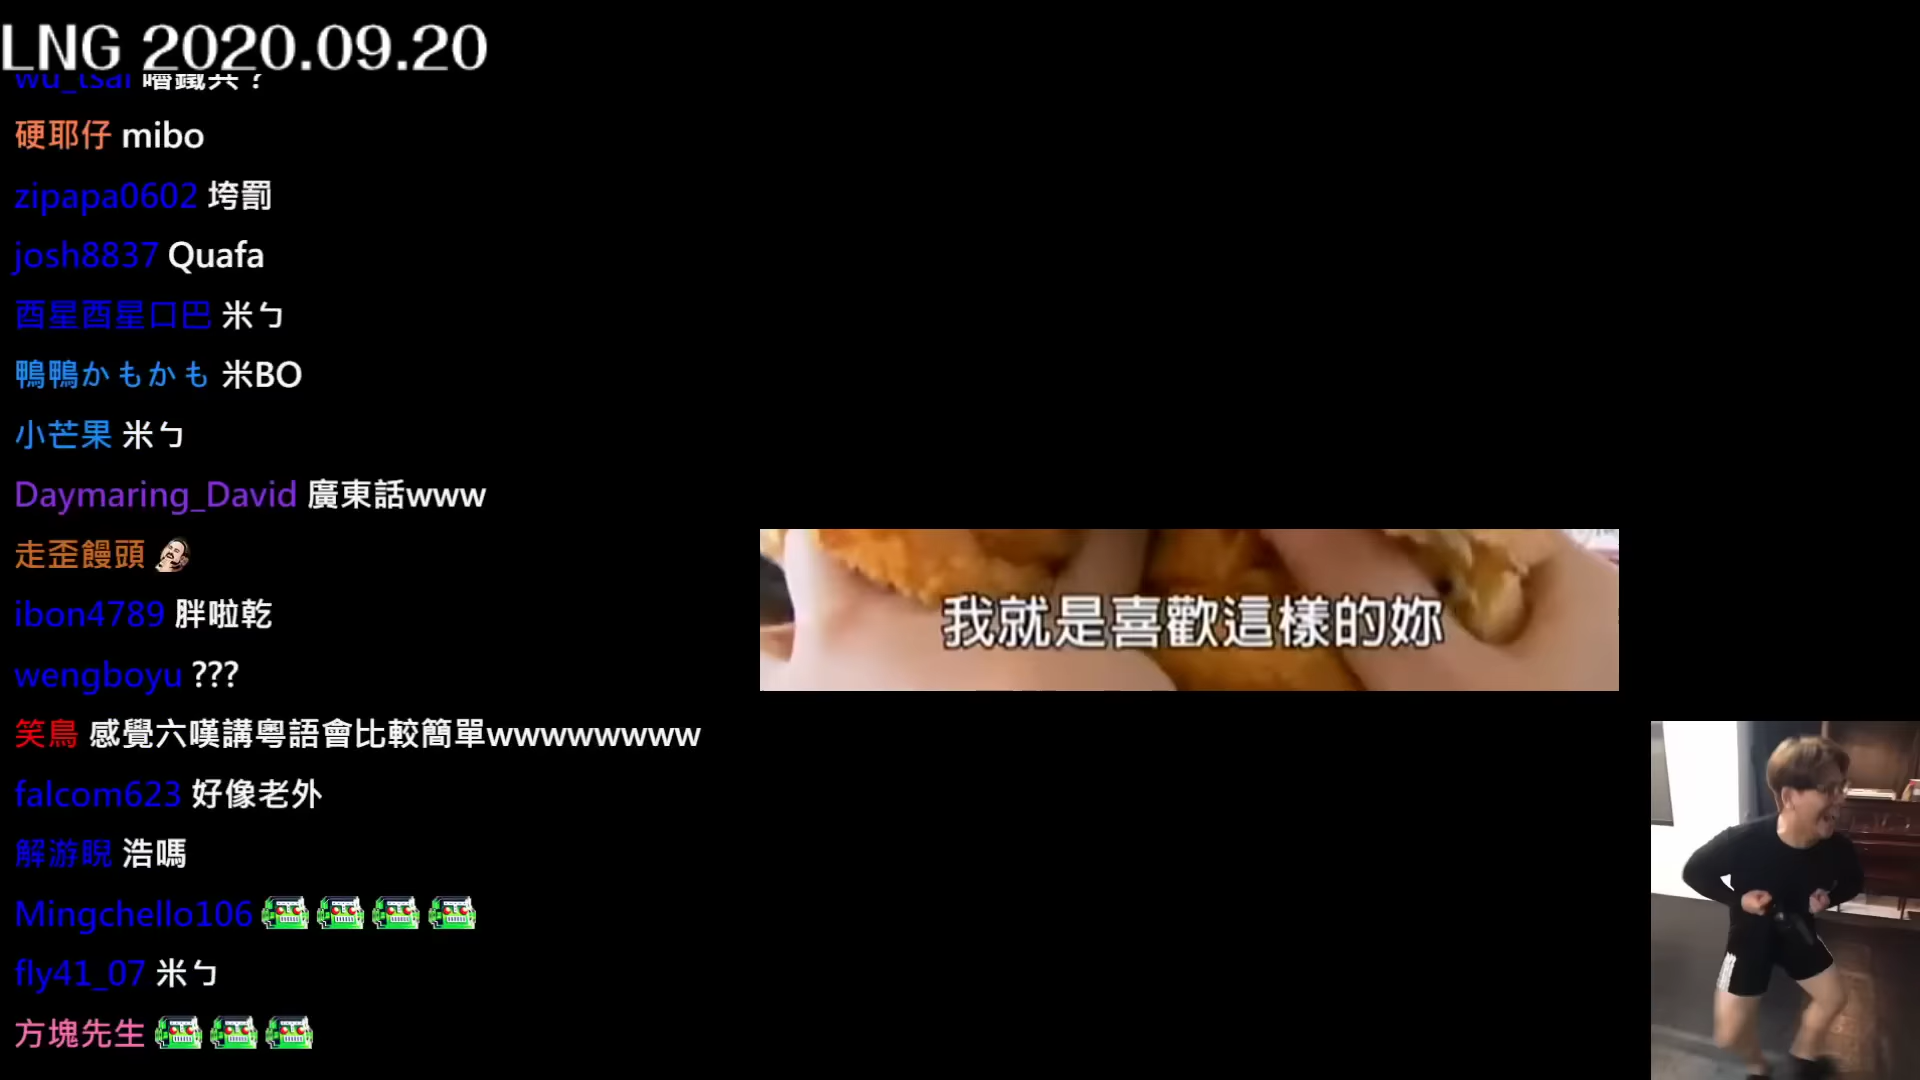 LNG 2020.09.20
wu_tsai 嚕鐵共？
硬耶仔 mibo
zipapa0602 垮罰
josh8837 Quafa
酉星酉星口巴 米ㄅ
鴨鴨かもかも 米BO
小芒果 米ㄅ
Daymaring_David 廣東話www
走歪饅頭
ibon4789 胖啦乾
wengboyu ???
笑鳥 感覺六嘆講粵語會比較簡單wwwwwwww
falcom623 好像老外
解游睨 浩嗎
Mingchello106
fly41_07 米ㄅ
方塊先生
我就是喜歡這樣的妳